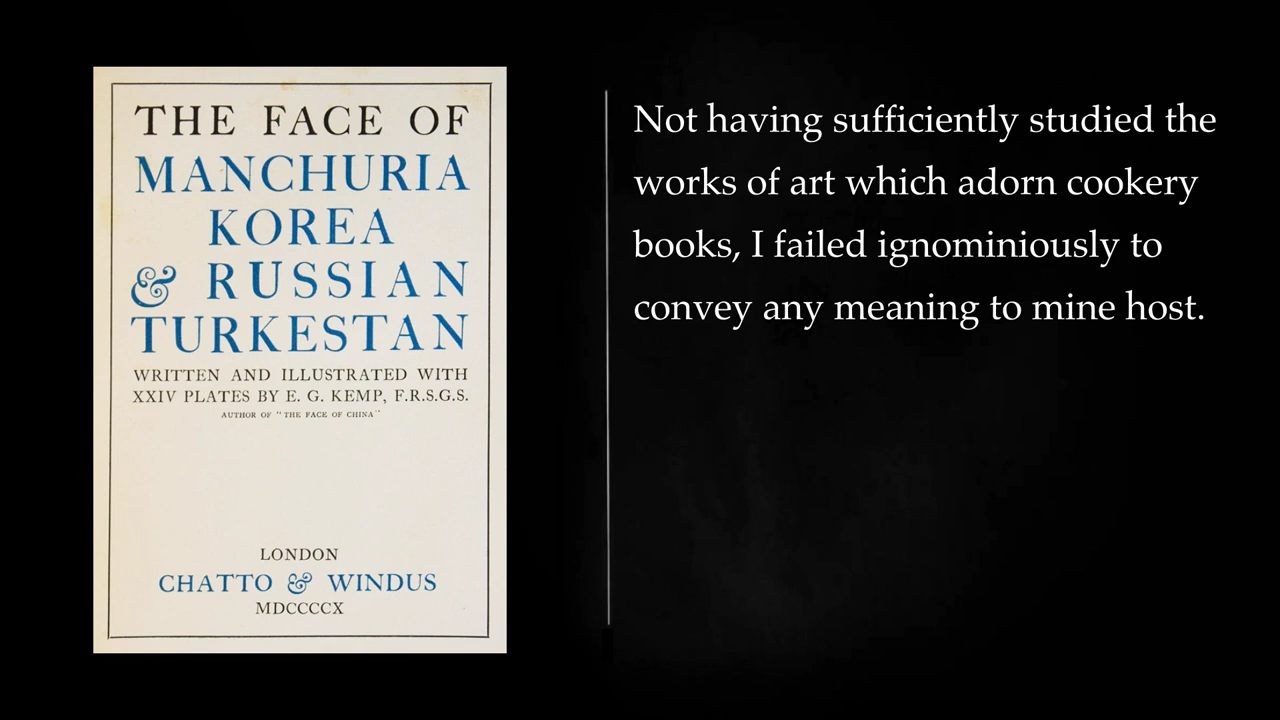 THE FACE OF
MANCHURIA
KOREA
& RUSSIAN
TURKESTAN
WRITTEN AND ILLUSTRATED WITH
XXIV PLATES BY E. G. KEMP, F.R.S.G.S.
AUTHOR OF "THE FACE OF CHINA"
LONDON
CHATTO & WINDUS
MDCCCCX
Not having sufficiently studied the
works of art which adorn cookery
books, I failed ignominiously to
convey any meaning to mine host.